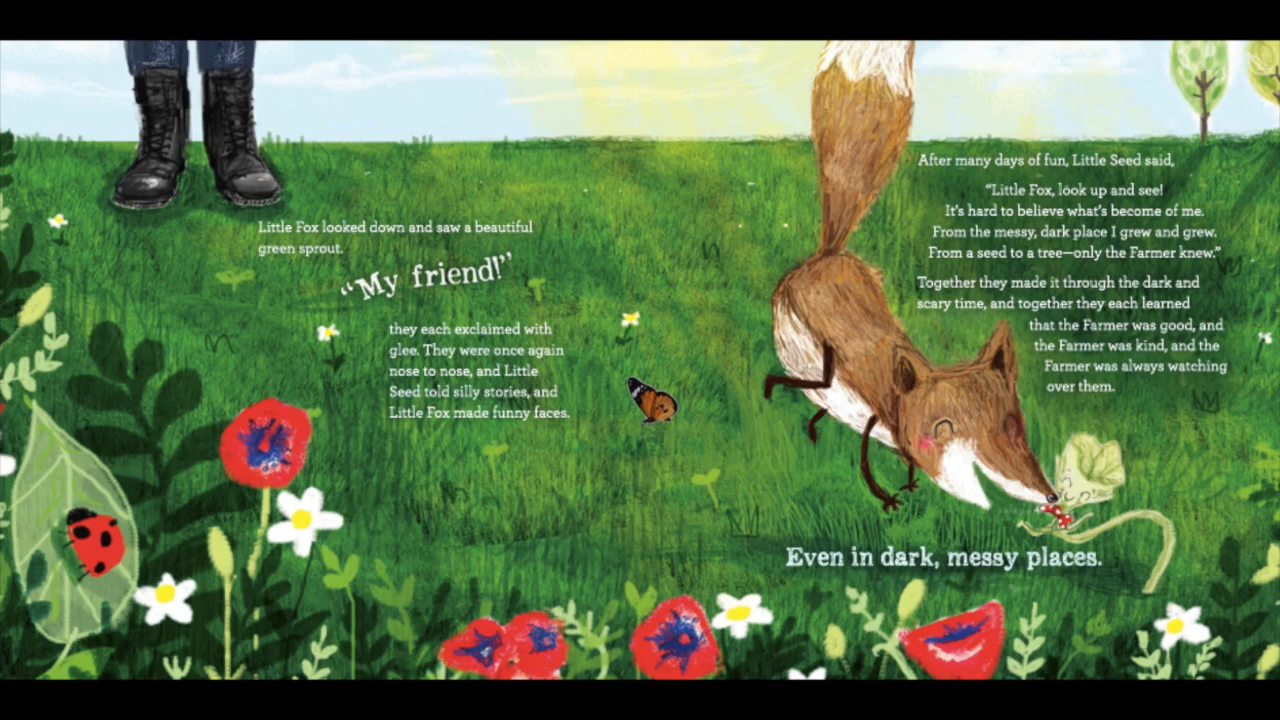 Little Fox looked down and saw a beautiful
green sprout.
“My friend!”
they each exclaimed with
glee. They were once again
nose to nose, and Little
Seed told silly stories, and
Little Fox made funny faces.
After many days of fun, Little Seed said,
“Little Fox, look up and see!
It’s hard to believe what’s become of me.
From the messy, dark place I grew and grew.
From a seed to a tree—only the Farmer knew.”
Together they made it through the dark and
scary time, and together they each learned
that the Farmer was good, and
the Farmer was kind, and the
Farmer was always watching
over them.
Even in dark, messy places.